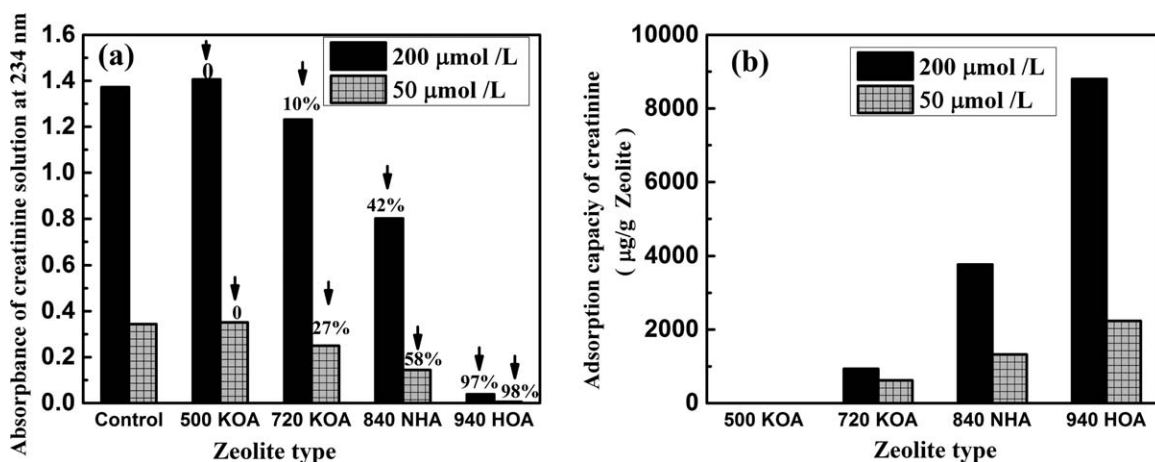 Absorpbance of creatinine solution at 234 nm
1.6
1.4
1.2
1.0
0.8
0.6
0.4
0.2
0.0
(a)
200 µmol /L
50 µmol /L
0
10%
42%
0
27%
58%
97%
98%
Control
500 KOA
720 KOA
840 NHA
940 HOA
Zeolite type
Adsorption capaciy of creatinine
( µg/g Zeolite )
10000
8000
6000
4000
2000
0
(b)
200 µmol /L
50 µmol /L
500 KOA
720 KOA
840 NHA
940 HOA
Zeolite type